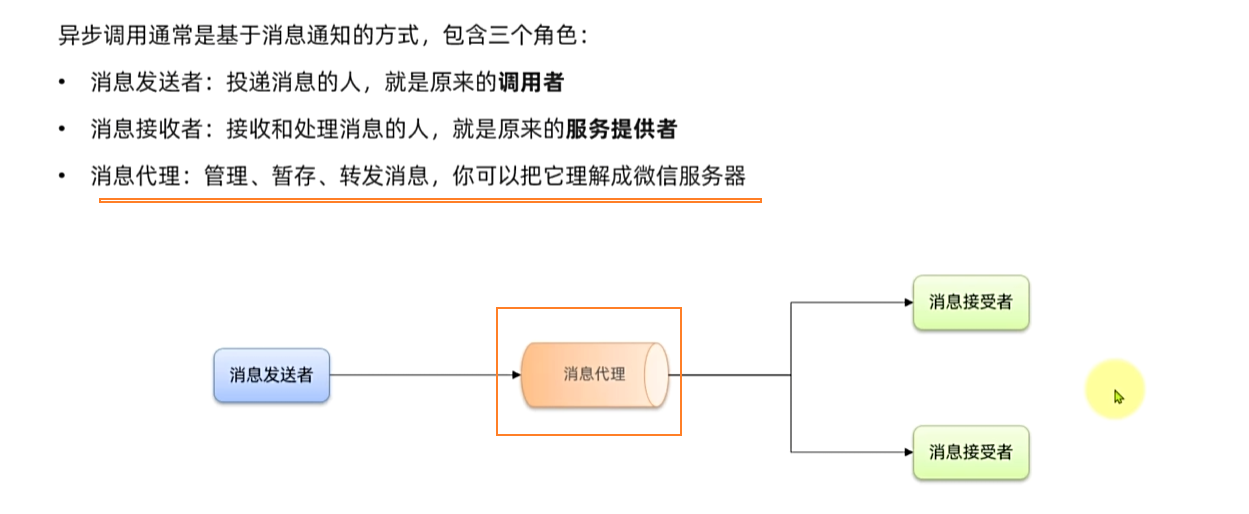 异步调用通常是基于消息通知的方式，包含三个角色：
• 消息发送者：投递消息的人，就是原来的调用者
• 消息接收者：接收和处理消息的人，就是原来的服务提供者
• 消息代理：管理、暂存、转发消息，你可以把它理解成微信服务器
消息接受者
消息发送者
消息代理
消息接受者